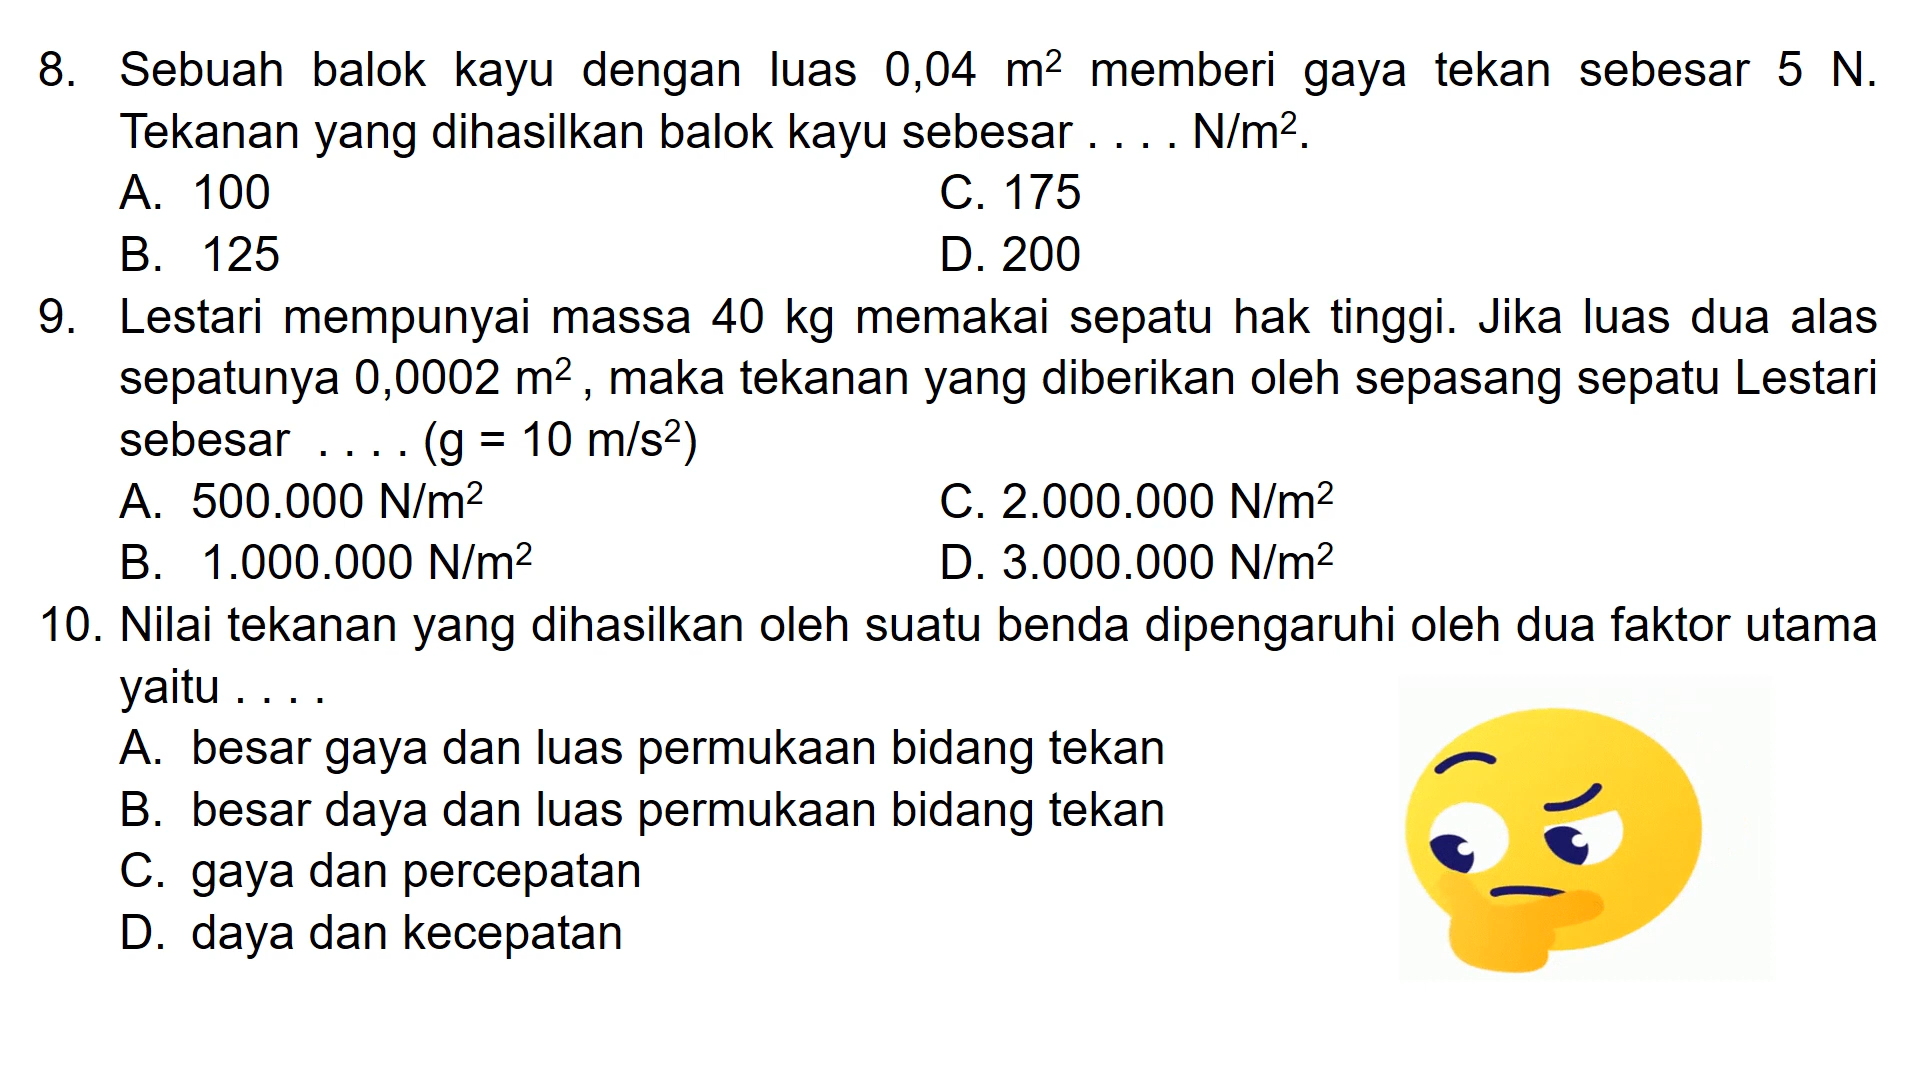 8. Sebuah balok kayu dengan luas 0,04 m² memberi gaya tekan sebesar 5 N.
Tekanan yang dihasilkan balok kayu sebesar . . . . N/m².
A. 100 C. 175
B. 125 D. 200
9. Lestari mempunyai massa 40 kg memakai sepatu hak tinggi. Jika luas dua alas
sepatunya 0,0002 m² , maka tekanan yang diberikan oleh sepasang sepatu Lestari
sebesar . . . . (g = 10 m/s²)
A. 500.000 N/m² C. 2.000.000 N/m²
B. 1.000.000 N/m² D. 3.000.000 N/m²
10. Nilai tekanan yang dihasilkan oleh suatu benda dipengaruhi oleh dua faktor utama
yaitu . . . .
A. besar gaya dan luas permukaan bidang tekan
B. besar daya dan luas permukaan bidang tekan
C. gaya dan percepatan
D. daya dan kecepatan